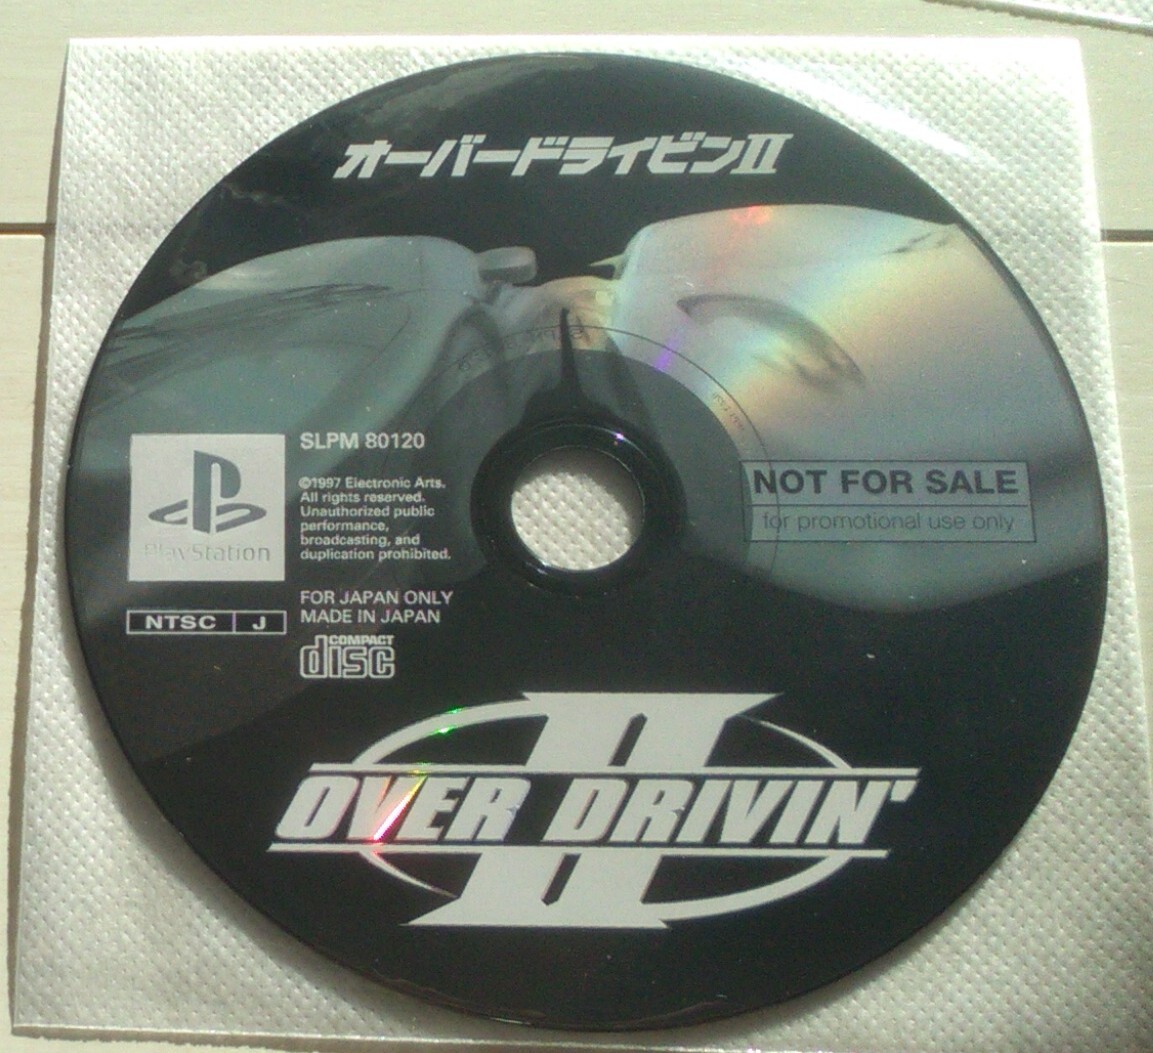 オーバードライビンII
SLPM 80120
©1997 Electronic Arts.
All rights reserved.
Unauthorized public
performance,
broadcasting, and
duplication prohibited.
PlayStation
FOR JAPAN ONLY
MADE IN JAPAN
NTSC J
COMPACT
disc
NOT FOR SALE
for promotional use only
II
OVER DRIVIN'